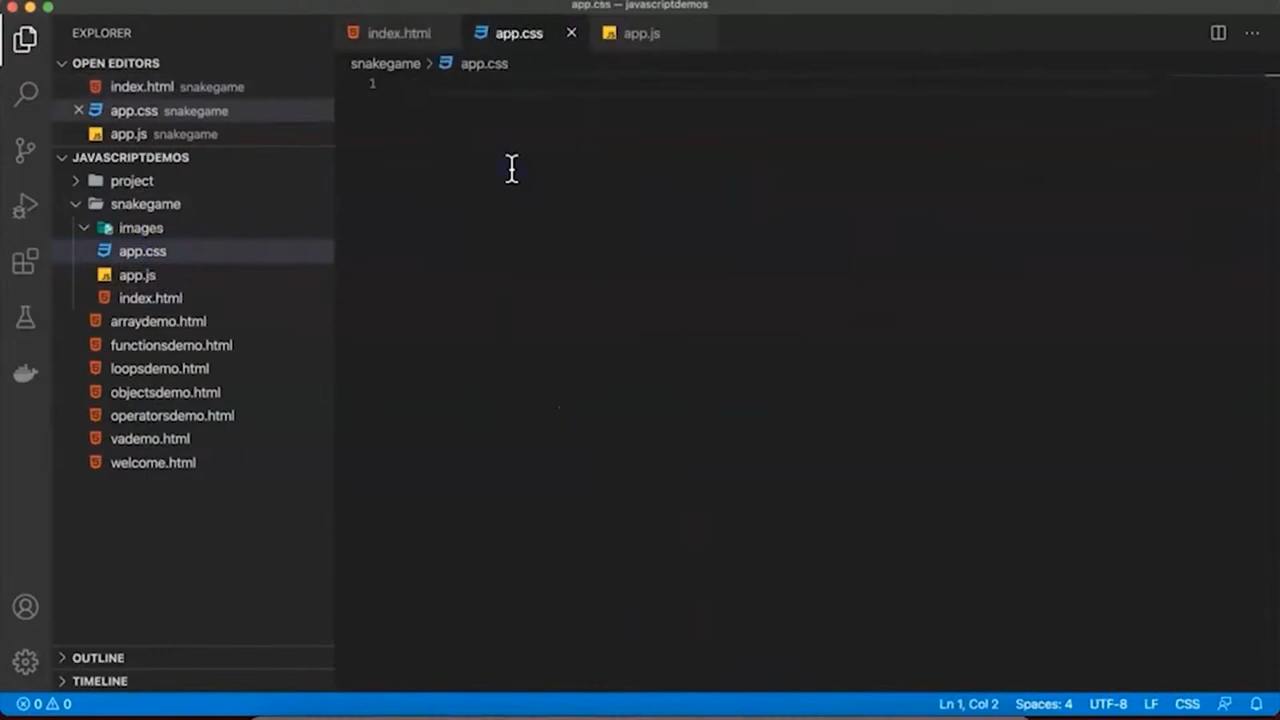 app.css — javascriptdemos
EXPLORER
index.html app.css app.js
OPEN EDITORS
snakegame app.css
index.html snakegame
1
app.css snakegame
app.js snakegame
JAVASCRIPTDEMOS
project
snakegame
images
app.css
app.js
index.html
arraydemo.html
functionsdemo.html
loopsdemo.html
objectsdemo.html
operatorsdemo.html
vademo.html
welcome.html
OUTLINE
TIMELINE
0 0 Ln 1, Col 2 Spaces: 4 UTF-8 LF CSS